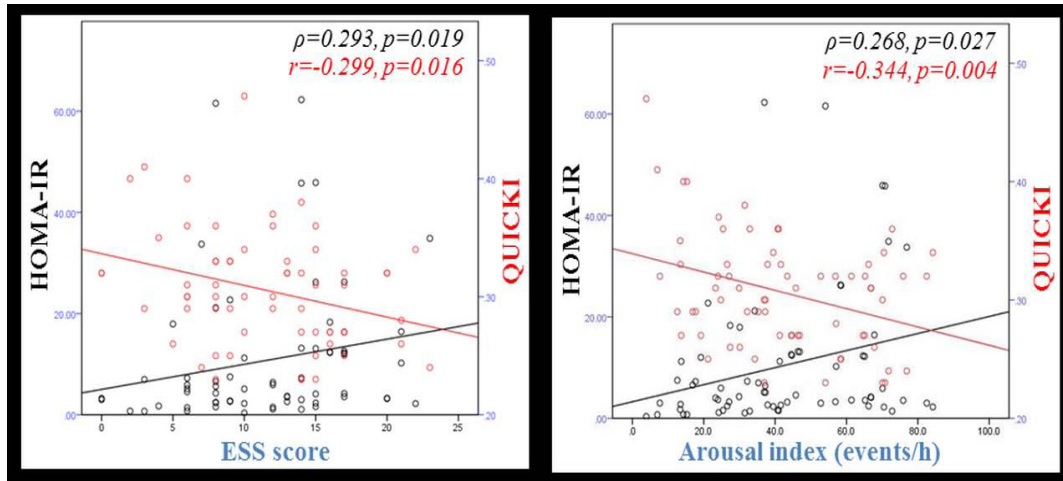 ρ=0.293, p=0.019
r=-0.299, p=0.016
HOMA-IR
60.00
40.00
20.00
.00
.50
.40
.30
.20
QUICKI
0 5 10 15 20 25
ESS score
ρ=0.268, p=0.027
r=-0.344, p=0.004
HOMA-IR
60.00
40.00
20.00
.00
.50
.40
.30
.20
QUICKI
.0 20.0 40.0 60.0 80.0 100.0
Arousal index (events/h)